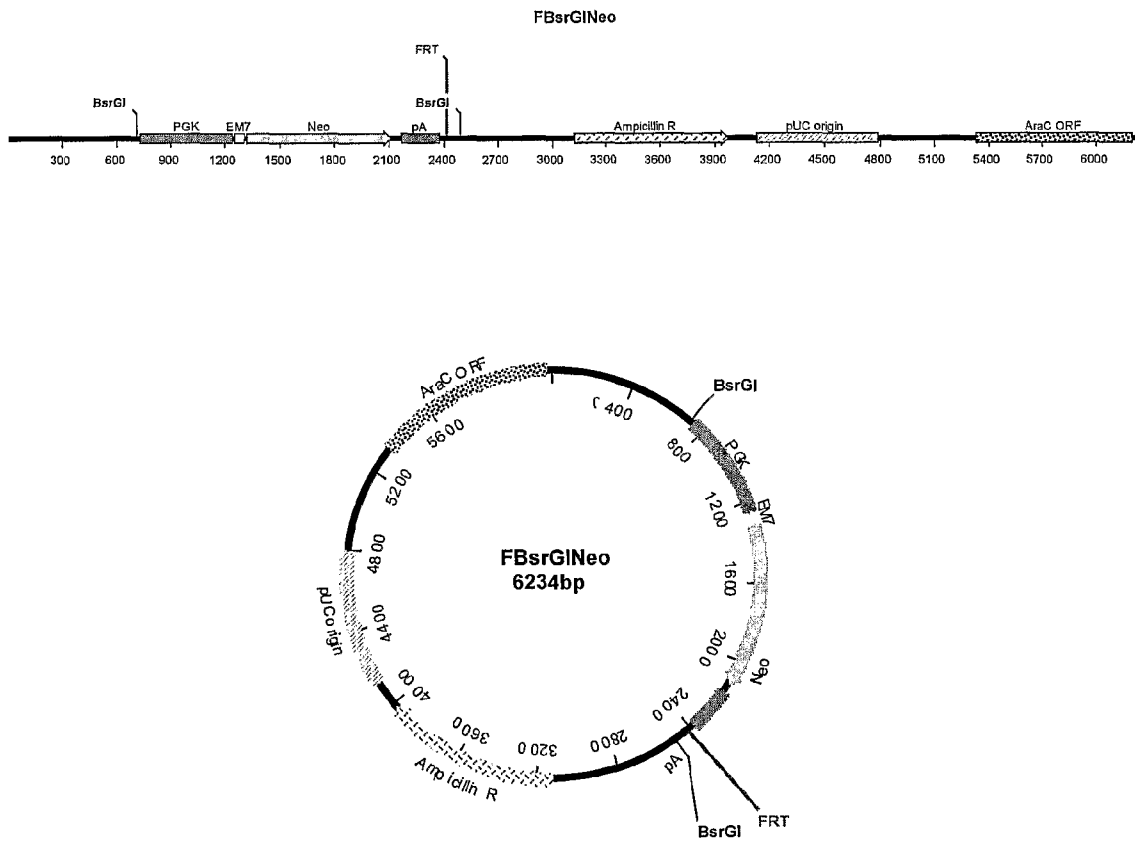 FBsrGINeo
FRT
BsrGI
BsrGI
PGK EM7 Neo pA Ampicillin R pUC origin AraC ORF
300 600 900 1200 1500 1800 2100 2400 2700 3000 3300 3600 3900 4200 4500 4800 5100 5400 5700 6000
AraC ORF
BsrGI
400
800
PGK
1200
EM7
1600
2000
Neo
2400
pA
FRT
BsrGI
2800
3200
3600
Ampicillin R
4000
4400
pUC origin
4800
5200
5600
FBsrGINeo
6234bp